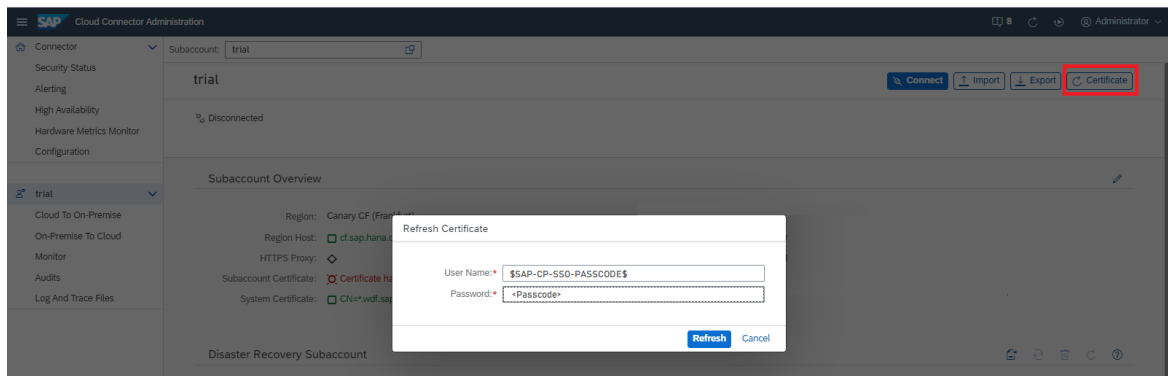 SAP Cloud Connector Administration 8 Administrator
Connector
Security Status
Alerting
High Availability
Hardware Metrics Monitor
Configuration
trial
Cloud To On-Premise
On-Premise To Cloud
Monitor
Audits
Log And Trace Files
Subaccount: trial
trial Connect Import Export Certificate
Disconnected
Subaccount Overview
Region: Canary CF
Region Host: cf.sap.hana.
HTTPS Proxy:
Subaccount Certificate: Certificate ha
System Certificate: CN=*.wdf.sap
Refresh Certificate
User Name:* $SAP-CP-SSO-PASSCODE$
Password:* <Passcode>
Refresh Cancel
Disaster Recovery Subaccount